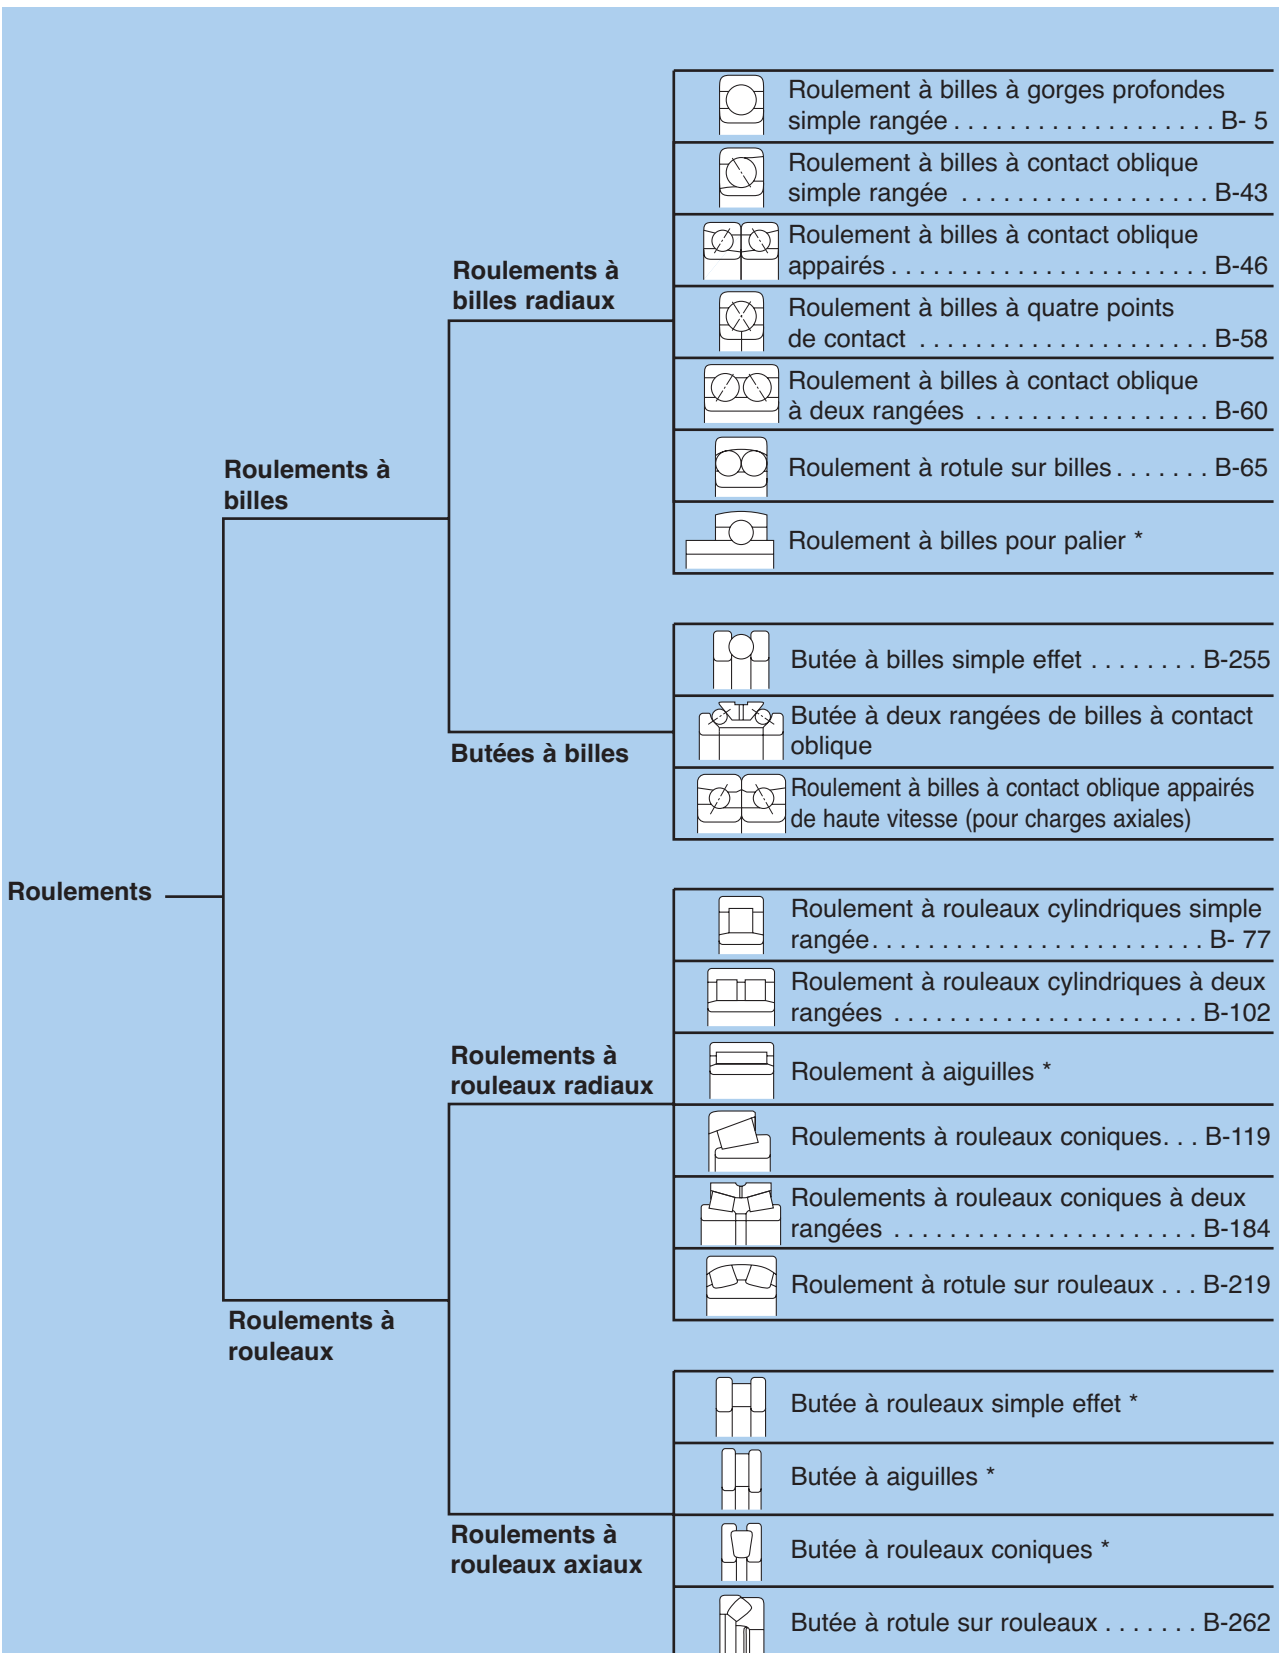 Roulement à billes à gorges profondes
simple rangée . . . . . . . . . . . . . . . . . . . B- 5
Roulement à billes à contact oblique
simple rangée . . . . . . . . . . . . . . . . . . B-43
Roulement à billes à contact oblique
appairés . . . . . . . . . . . . . . . . . . . . . . . B-46
Roulements à
billes radiaux
Roulement à billes à quatre points
de contact . . . . . . . . . . . . . . . . . . . . . B-58
Roulement à billes à contact oblique
à deux rangées . . . . . . . . . . . . . . . . . B-60
Roulements à
billes
Roulement à rotule sur billes . . . . . . . B-65
Roulement à billes pour palier *
Butée à billes simple effet . . . . . . . . B-255
Butée à deux rangées de billes à contact
oblique
Butées à billes
Roulement à billes à contact oblique appairés
de haute vitesse (pour charges axiales)
Roulements
Roulement à rouleaux cylindriques simple
rangée. . . . . . . . . . . . . . . . . . . . . . . . B- 77
Roulement à rouleaux cylindriques à deux
rangées . . . . . . . . . . . . . . . . . . . . . . B-102
Roulements à
rouleaux radiaux
Roulement à aiguilles *
Roulements à rouleaux coniques. . . B-119
Roulements à rouleaux coniques à deux
rangées . . . . . . . . . . . . . . . . . . . . . . B-184
Roulement à rotule sur rouleaux . . . B-219
Roulements à
rouleaux
Butée à rouleaux simple effet *
Butée à aiguilles *
Roulements à
rouleaux axiaux
Butée à rouleaux coniques *
Butée à rotule sur rouleaux . . . . . . . B-262